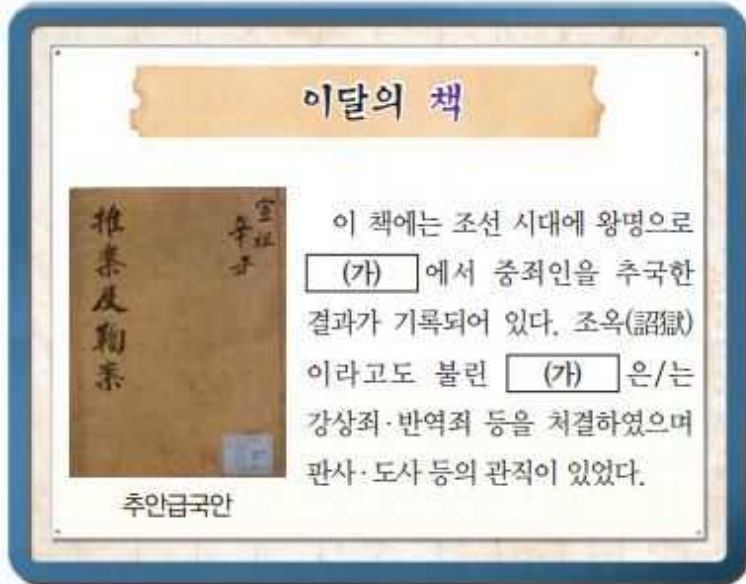 이달의 책
이 책에는 조선 시대에 왕명으로
(가) 에서 중죄인을 추국한
결과가 기록되어 있다. 조옥(詔獄)
이라고도 불린 (가) 은/는
강상죄·반역죄 등을 처결하였으며
판사·도사 등의 관직이 있었다.
推案及鞫案
宣祖
辛丑
추안급국안